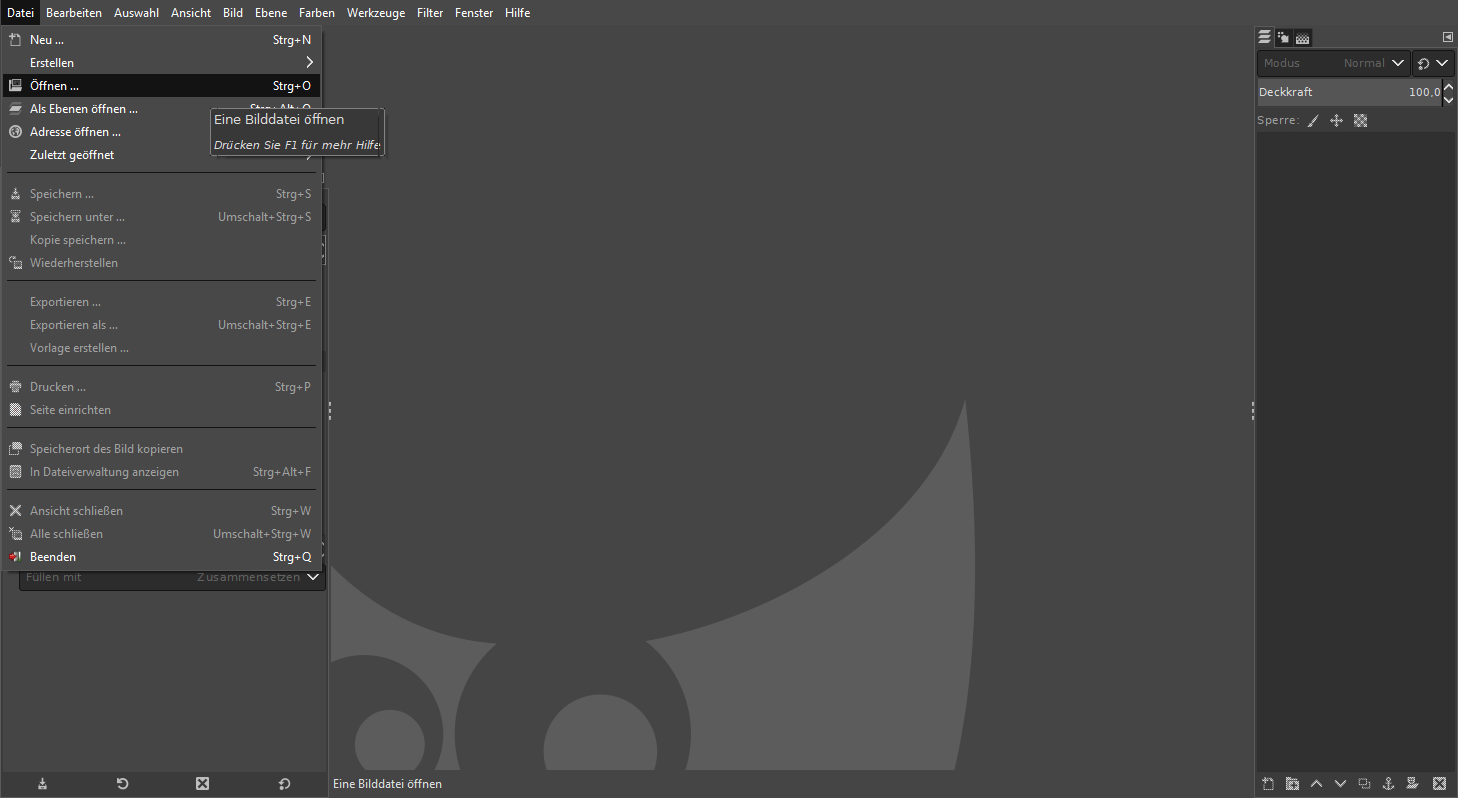 Datei Bearbeiten Auswahl Ansicht Bild Ebene Farben Werkzeuge Filter Fenster Hilfe
Neu ... Strg+N
Erstellen
Öffnen ... Strg+O
Als Ebenen öffnen ... Strg+Alt+O
Eine Bilddatei öffnen
Adresse öffnen ...
Drücken Sie F1 für mehr Hilfe
Zuletzt geöffnet
Speichern ... Strg+S
Speichern unter ... Umschalt+Strg+S
Kopie speichern ...
Wiederherstellen
Exportieren ... Strg+E
Exportieren als ... Umschalt+Strg+E
Vorlage erstellen ...
Drucken ... Strg+P
Seite einrichten
Speicherort des Bild kopieren
In Dateiverwaltung anzeigen Strg+Alt+F
Ansicht schließen Strg+W
Alle schließen Umschalt+Strg+W
Beenden Strg+Q
Füllen mit Zusammensetzen
Eine Bilddatei öffnen
Modus Normal
Deckkraft 100,0
Sperre: